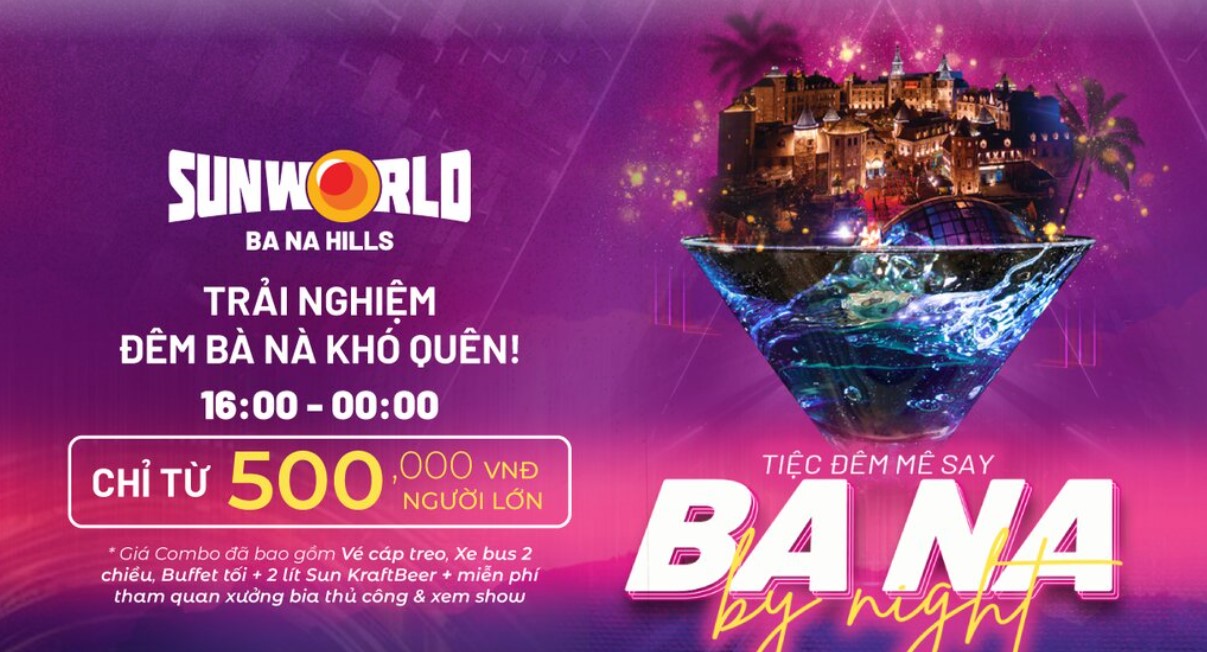 SUNWORLD
BA NA HILLS
TRẢI NGHIỆM
ĐÊM BÀ NÀ KHÓ QUÊN!
16:00 - 00:00
CHỈ TỪ 500,000 VNĐ
NGƯỜI LỚN
* Giá Combo đã bao gồm Vé cáp treo, Xe bus 2
chiều, Buffet tối + 2 lít Sun KraftBeer + miễn phí
tham quan xưởng bia thủ công & xem show
TIỆC ĐÊM MÊ SAY
BA NA
by night